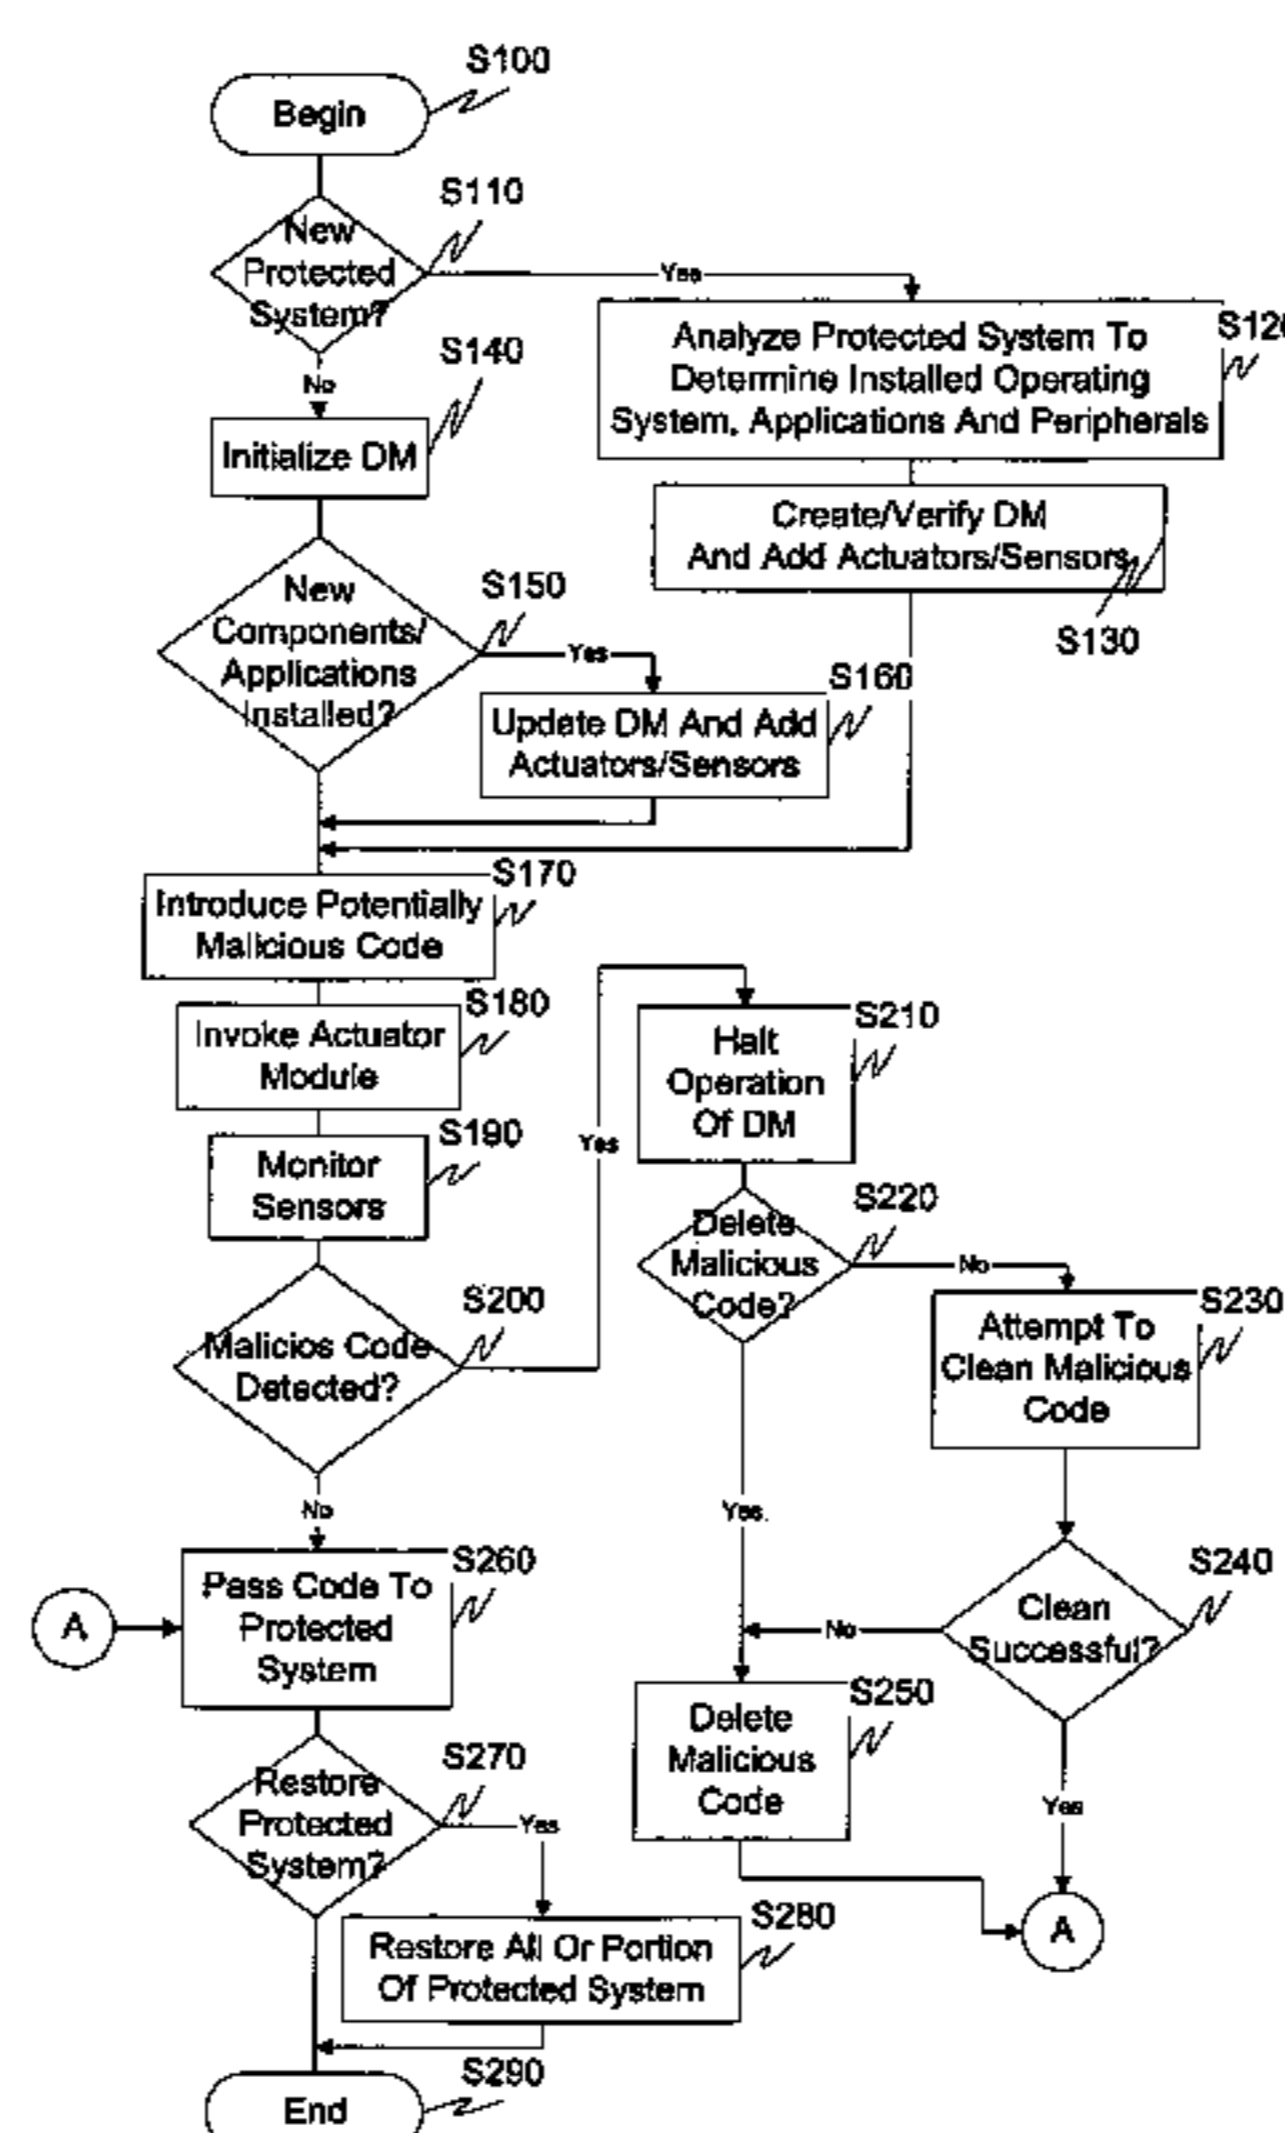 S100
Begin
S110
New
Protected
System?
Yes
S120
Analyze Protected System To
Determine Installed Operating
System, Applications And Peripherals
No
S140
Initialize DM
Create/Verify DM
And Add Actuators/Sensors
S130
New
Components/
Applications
Installed?
S150
Yes
S160
Update DM And Add
Actuators/Sensors
S170
Introduce Potentially
Malicious Code
S180
Invoke Actuator
Module
S190
Monitor
Sensors
S200
Malicios Code
Detected?
Yes
S210
Halt
Operation
Of DM
S220
Delete
Malicious
Code?
No
S230
Attempt To
Clean Malicious
Code
Yes
S240
Clean
Successful?
No
Yes
S250
Delete
Malicious
Code
A
No
S260
Pass Code To
Protected
System
A
S270
Restore
Protected
System?
Yes
S280
Restore All Or Portion
Of Protected System
S290
End